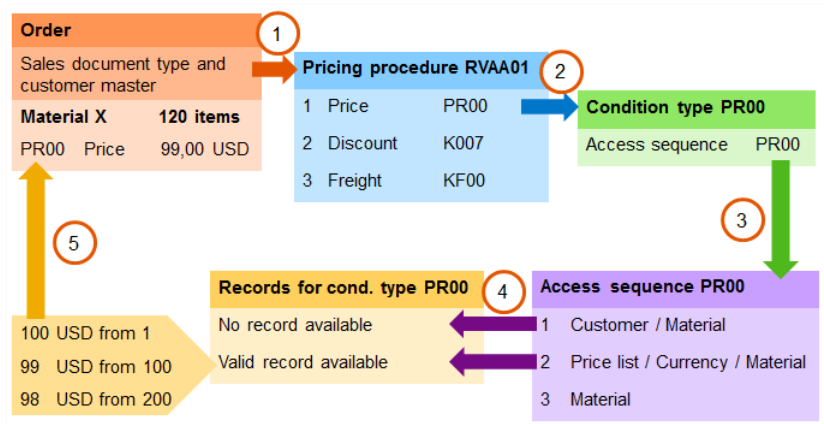 Order
Sales document type and
customer master
Material X 120 items
PR00 Price 99,00 USD
1
Pricing procedure RVAA01
1 Price PR00
2 Discount K007
3 Freight KF00
2
Condition type PR00
Access sequence PR00
3
Access sequence PR00
1 Customer / Material
2 Price list / Currency / Material
3 Material
4
Records for cond. type PR00
No record available
Valid record available
100 USD from 1
99 USD from 100
98 USD from 200
5